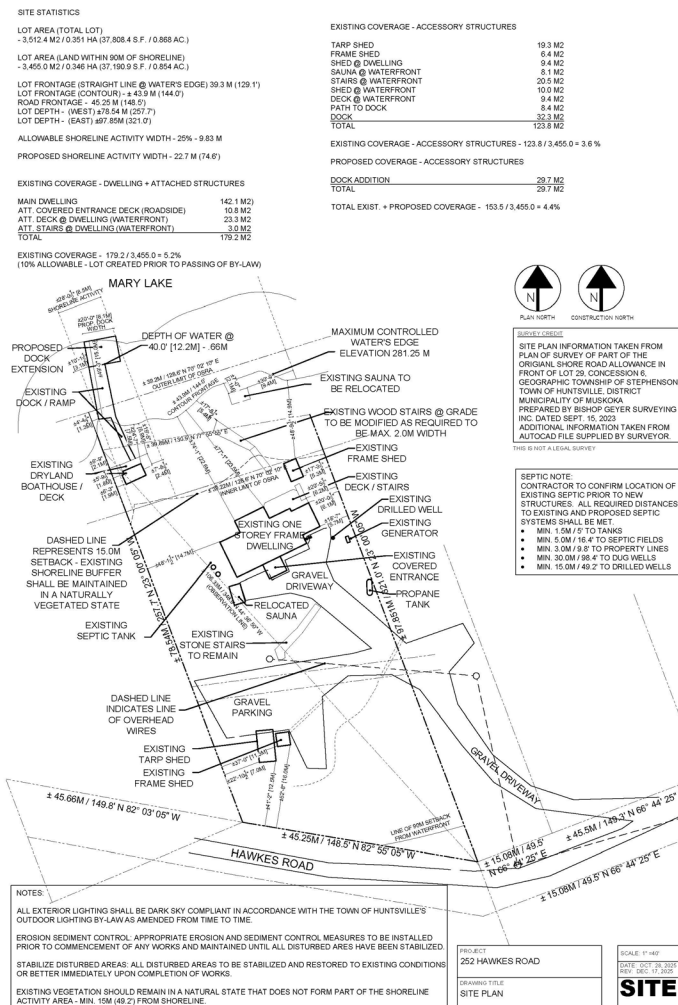 SITE STATISTICS
LOT AREA (TOTAL LOT)
- 3,512.4 M2 / 0.351 HA (37,808.4 S.F. / 0.868 AC.)
LOT AREA (LAND WITHIN 90M OF SHORELINE)
- 3,455.0 M2 / 0.346 HA (37,190.9 S.F. / 0.854 AC.)
LOT FRONTAGE (STRAIGHT LINE @ WATER'S EDGE) 39.3 M (129.1')
LOT FRONTAGE (CONTOUR) - ± 43.9 M (144.0')
ROAD FRONTAGE - 45.25 M (148.5')
LOT DEPTH - (WEST) ±78.54 M (257.7')
LOT DEPTH - (EAST) ±97.85M (321.0')
ALLOWABLE SHORELINE ACTIVITY WIDTH - 25% - 9.83 M
PROPOSED SHORELINE ACTIVITY WIDTH - 22.7 M (74.6')
EXISTING COVERAGE - DWELLING + ATTACHED STRUCTURES
MAIN DWELLING 142.1 M2)
ATT. COVERED ENTRANCE DECK (ROADSIDE) 10.8 M2
ATT. DECK @ DWELLING (WATERFRONT) 23.3 M2
ATT. STAIRS @ DWELLING (WATERFRONT) 3.0 M2
TOTAL 179.2 M2
EXISTING COVERAGE - 179.2 / 3,455.0 = 5.2%
(10% ALLOWABLE - LOT CREATED PRIOR TO PASSING OF BY-LAW)
EXISTING COVERAGE - ACCESSORY STRUCTURES
TARP SHED 19.3 M2
FRAME SHED 6.4 M2
SHED @ DWELLING 9.4 M2
SAUNA @ WATERFRONT 8.1 M2
STAIRS @ WATERFRONT 20.5 M2
SHED @ WATERFRONT 10.0 M2
DECK @ WATERFRONT 9.4 M2
PATH TO DOCK 8.4 M2
DOCK 32.3 M2
TOTAL 123.8 M2
EXISTING COVERAGE - ACCESSORY STRUCTURES - 123.8 / 3,455.0 = 3.6 %
PROPOSED COVERAGE - ACCESSORY STRUCTURES
DOCK ADDITION 29.7 M2
TOTAL 29.7 M2
TOTAL EXIST. + PROPOSED COVERAGE - 153.5 / 3,455.0 = 4.4%
N
N
PLAN NORTH
CONSTRUCTION NORTH
SURVEY CREDIT
SITE PLAN INFORMATION TAKEN FROM
PLAN OF SURVEY OF PART OF THE
ORIGIANL SHORE ROAD ALLOWANCE IN
FRONT OF LOT 29, CONCESSION 6,
GEOGRAPHIC TOWNSHIP OF STEPHENSON
TOWN OF HUNTSVILLE, DISTRICT
MUNICIPALITY OF MUSKOKA
PREPARED BY BISHOP GEYER SURVEYING
INC. DATED SEPT. 15, 2023
ADDITIONAL INFORMATION TAKEN FROM
AUTOCAD FILE SUPPLIED BY SURVEYOR.
THIS IS NOT A LEGAL SURVEY
SEPTIC NOTE:
CONTRACTOR TO CONFIRM LOCATION OF
EXISTING SEPTIC PRIOR TO NEW
STRUCTURES. ALL REQUIRED DISTANCES
TO EXISTING AND PROPOSED SEPTIC
SYSTEMS SHALL BE MET.
• MIN. 1.5M / 5' TO TANKS
• MIN. 5.0M / 16.4' TO SEPTIC FIELDS
• MIN. 3.0M / 9.8' TO PROPERTY LINES
• MIN. 30.0M / 98.4' TO DUG WELLS
• MIN. 15.0M / 49.2' TO DRILLED WELLS
MARY LAKE
SHORELINE ACTIVITY
PROP. DOCK
WIDTH
PROPOSED
DOCK
EXTENSION
DEPTH OF WATER @
40.0' [12.2M] - .66M
MAXIMUM CONTROLLED
WATER'S EDGE
ELEVATION 281.25 M
EXISTING
DOCK / RAMP
OUTER LIMIT OF OSRA
CONTOUR FRONTAGE
INNER LIMIT OF OSRA
EXISTING SAUNA TO
BE RELOCATED
EXISTING WOOD STAIRS @ GRADE
TO BE MODIFIED AS REQUIRED TO
BE MAX. 2.0M WIDTH
EXISTING
FRAME SHED
EXISTING
DECK / STAIRS
EXISTING
DRILLED WELL
EXISTING
GENERATOR
EXISTING
COVERED
ENTRANCE
PROPANE
TANK
EXISTING
DRYLAND
BOATHOUSE /
DECK
EXISTING ONE
STOREY FRAME
DWELLING
DASHED LINE
REPRESENTS 15.0M
SETBACK - EXISTING
SHORELINE BUFFER
SHALL BE MAINTAINED
IN A NATURALLY
VEGETATED STATE
GRAVEL
DRIVEWAY
(OBSERVATION LINE)
RELOCATED
SAUNA
EXISTING
SEPTIC TANK
EXISTING
STONE STAIRS
TO REMAIN
± 78.54M / 257.7' N 23° 00' 05" W
± 97.851M / 321.0' N 23° 00' 05" W
DASHED LINE
INDICATES LINE
OF OVERHEAD
WIRES
GRAVEL
PARKING
EXISTING
TARP SHED
EXISTING
FRAME SHED
GRAVEL DRIVEWAY
LINE OF 90M SETBACK
FROM WATERFRONT
± 45.66M / 149.8' N 82° 03' 05" W
± 45.25M / 148.5' N 82° 55' 05" W
HAWKES ROAD
± 15.08M / 49.5'
N 66° 44' 25" E
± 45.5M / 149.3' N 66° 44' 25"
± 15.08M / 49.5' N 66° 44' 25" E
NOTES:
ALL EXTERIOR LIGHTING SHALL BE DARK SKY COMPLIANT IN ACCORDANCE WITH THE TOWN OF HUNTSVILLE'S
OUTDOOR LIGHTING BY-LAW AS AMENDED FROM TIME TO TIME.
EROSION SEDIMENT CONTROL: APPROPRIATE EROSION AND SEDIMENT CONTROL MEASURES TO BE INSTALLED
PRIOR TO COMMENCEMENT OF ANY WORKS AND MAINTAINED UNTIL ALL DISTURBED ARES HAVE BEEN STABILIZED.
STABILIZE DISTURBED AREAS: ALL DISTURBED AREAS TO BE STABILIZED AND RESTORED TO EXISTING CONDITIONS
OR BETTER IMMEDIATELY UPON COMPLETION OF WORKS.
EXISTING VEGETATION SHOULD REMAIN IN A NATURAL STATE THAT DOES NOT FORM PART OF THE SHORELINE
ACTIVITY AREA - MIN. 15M (49.2') FROM SHORELINE.
PROJECT
252 HAWKES ROAD
DRAWING TITLE
SITE PLAN
SCALE: 1" =40'
DATE: OCT. 28, 2025
REV: DEC. 17, 2025
SITE